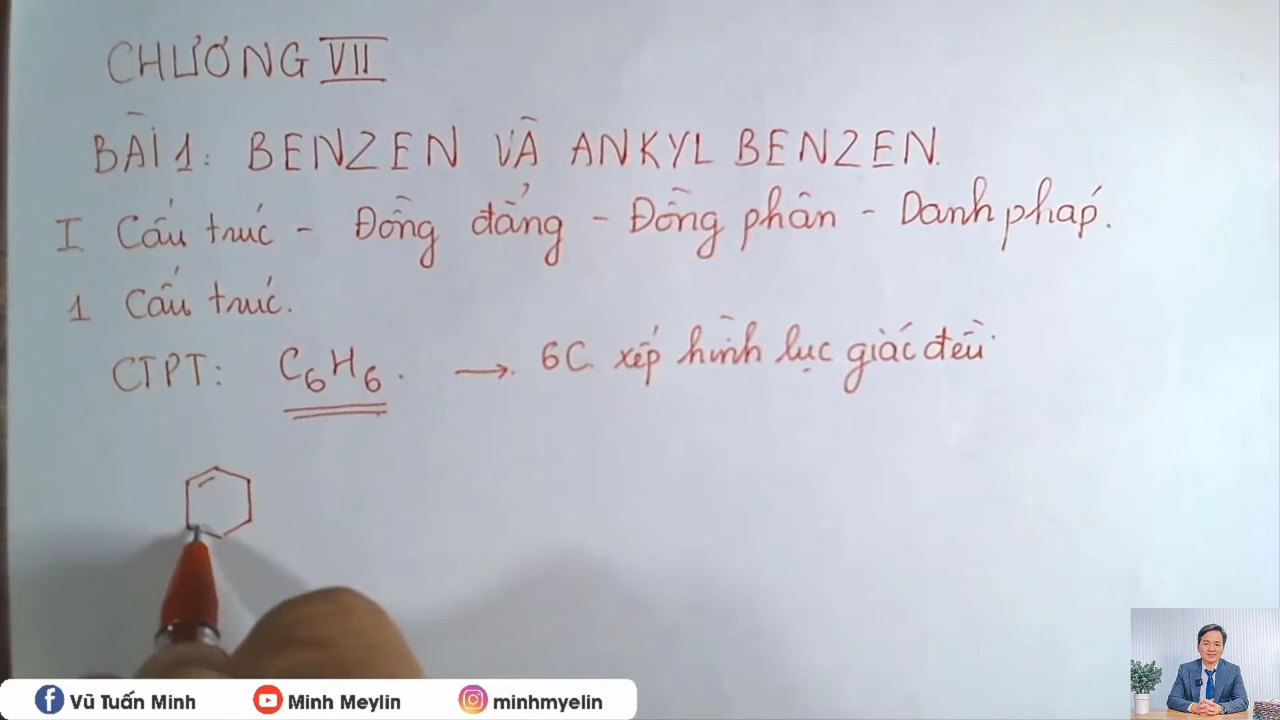 CHƯƠNG VII
BÀI 1: BENZEN VÀ ANKYL BENZEN.
I Cấu trúc - Đồng đẳng - Đồng phân - Danh pháp.
1 Cấu trúc.
CTPT: C₆H₆. → 6C xếp hình lục giác đều
Vũ Tuấn Minh Minh Meylin minhmyelin